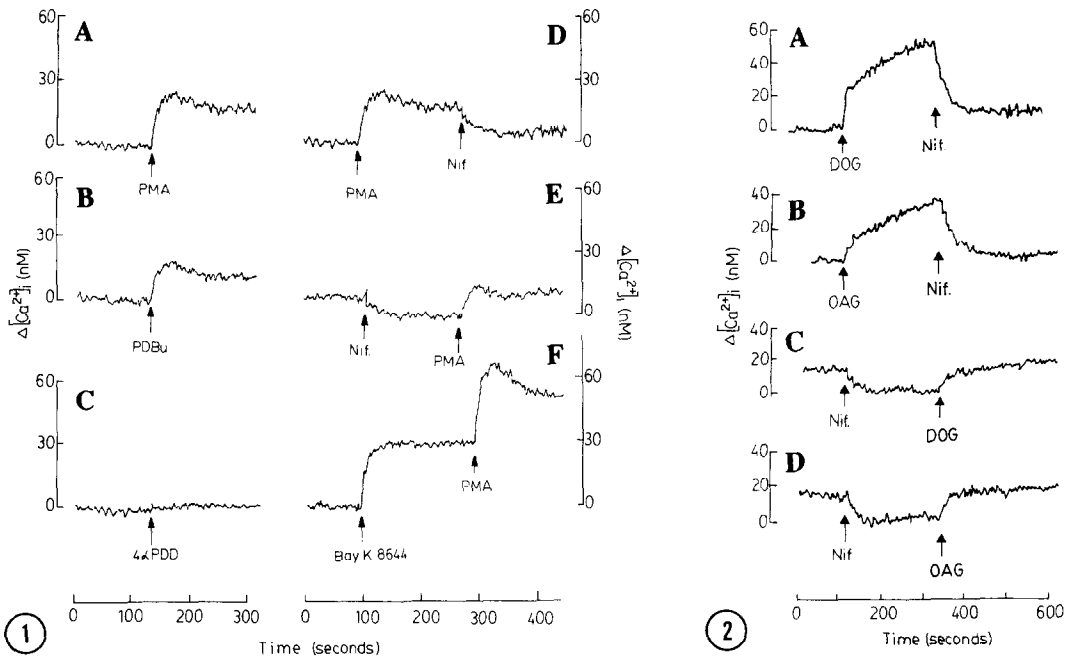 A
60
30
0
PMA
B
60
30
0
PDBu
Δ[Ca²⁺]i (nM)
C
60
30
0
4αPDD
0 100 200 300
D
60
30
0
PMA
Nif
E
60
30
0
Nif.
PMA
Δ[Ca²⁺]i (nM)
F
60
30
0
Bay K 8644
PMA
0 100 200 300 400
Time (seconds)
1
A
60
40
20
0
DOG
Nif.
B
40
20
0
OAG
Nif.
Δ[Ca²⁺]i (nM)
C
40
20
0
Nif.
DOG
D
40
20
0
Nif
OAG
0 200 400 600
Time (seconds)
2